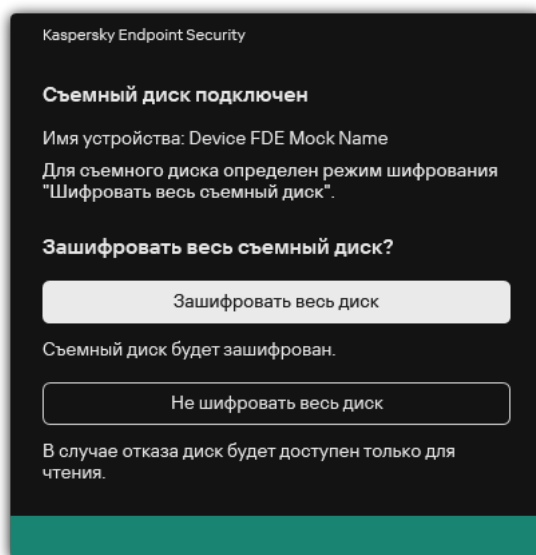 Kaspersky Endpoint Security
Съемный диск подключен
Имя устройства: Device FDE Mock Name
Для съемного диска определен режим шифрования
"Шифровать весь съемный диск".
Зашифровать весь съемный диск?
Зашифровать весь диск
Съемный диск будет зашифрован.
Не шифровать весь диск
В случае отказа диск будет доступен только для
чтения.